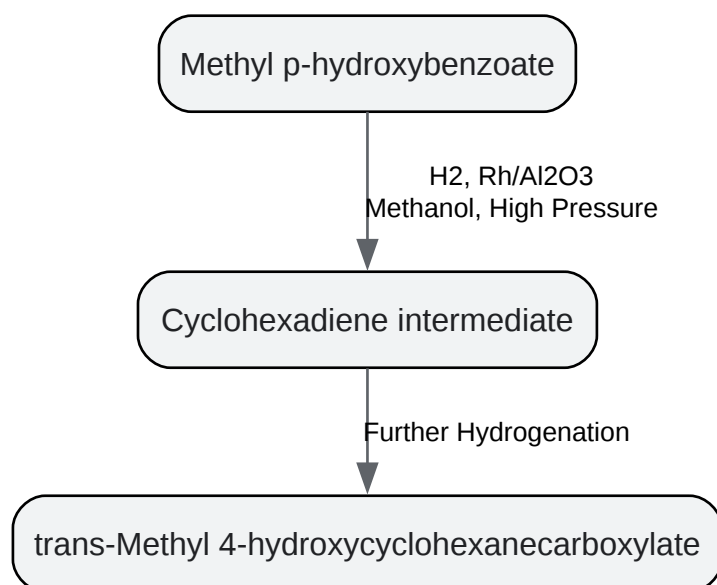 Methyl p-hydroxybenzoate
H2, Rh/Al2O3
Methanol, High Pressure
Cyclohexadiene intermediate
Further Hydrogenation
trans-Methyl 4-hydroxycyclohexanecarboxylate